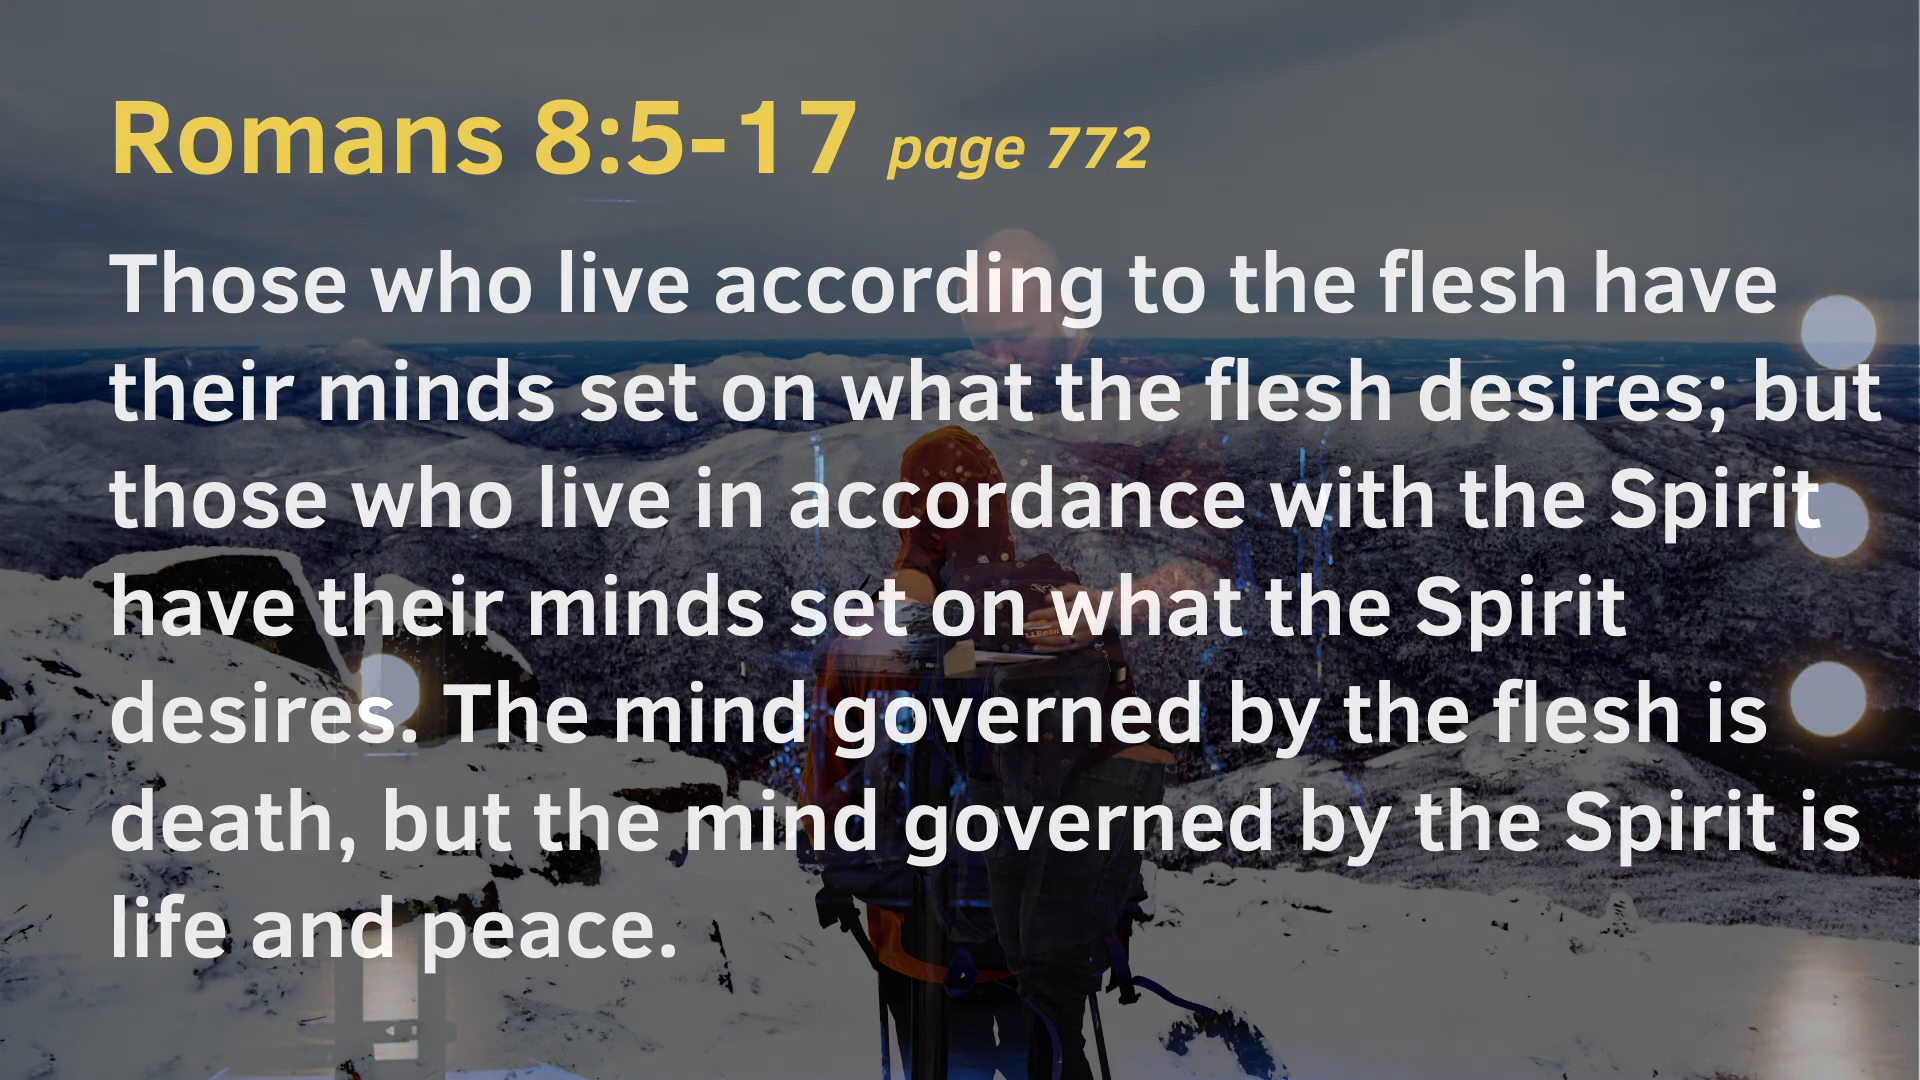 Romans 8:5-17 page 772
Those who live according to the flesh have
their minds set on what the flesh desires; but
those who live in accordance with the Spirit
have their minds set on what the Spirit
desires. The mind governed by the flesh is
death, but the mind governed by the Spirit is
life and peace.
L.L.Bean